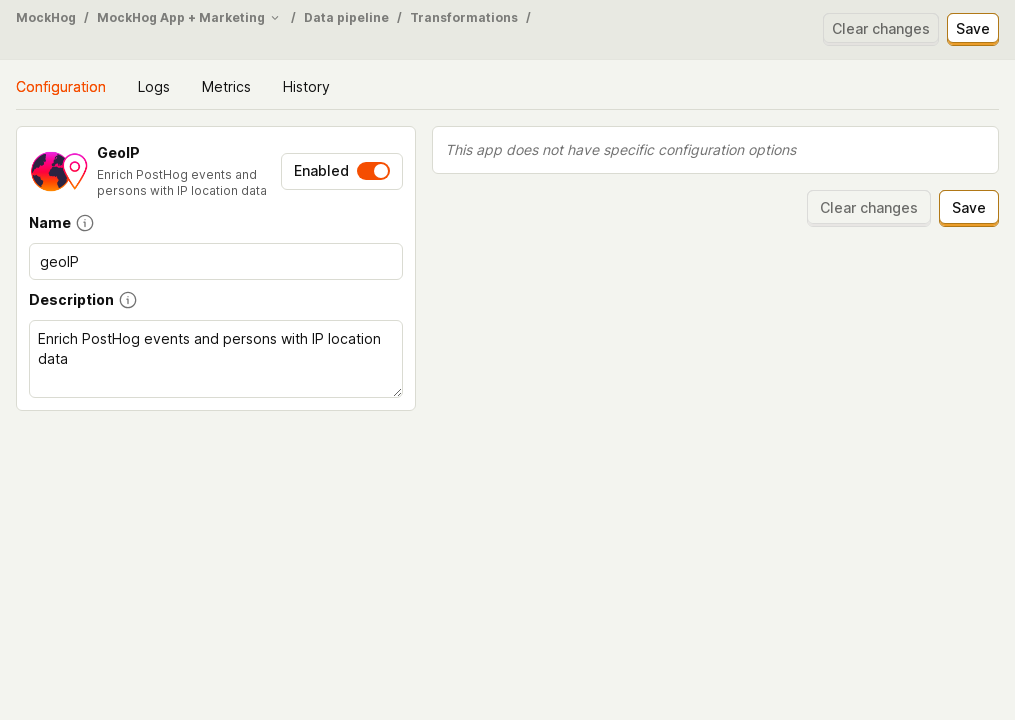 MockHog / MockHog App + Marketing / Data pipeline / Transformations /
Clear changes Save
Configuration Logs Metrics History
GeoIP
Enrich PostHog events and
persons with IP location data
Enabled
Name
geoIP
Description
Enrich PostHog events and persons with IP location
data
This app does not have specific configuration options
Clear changes Save